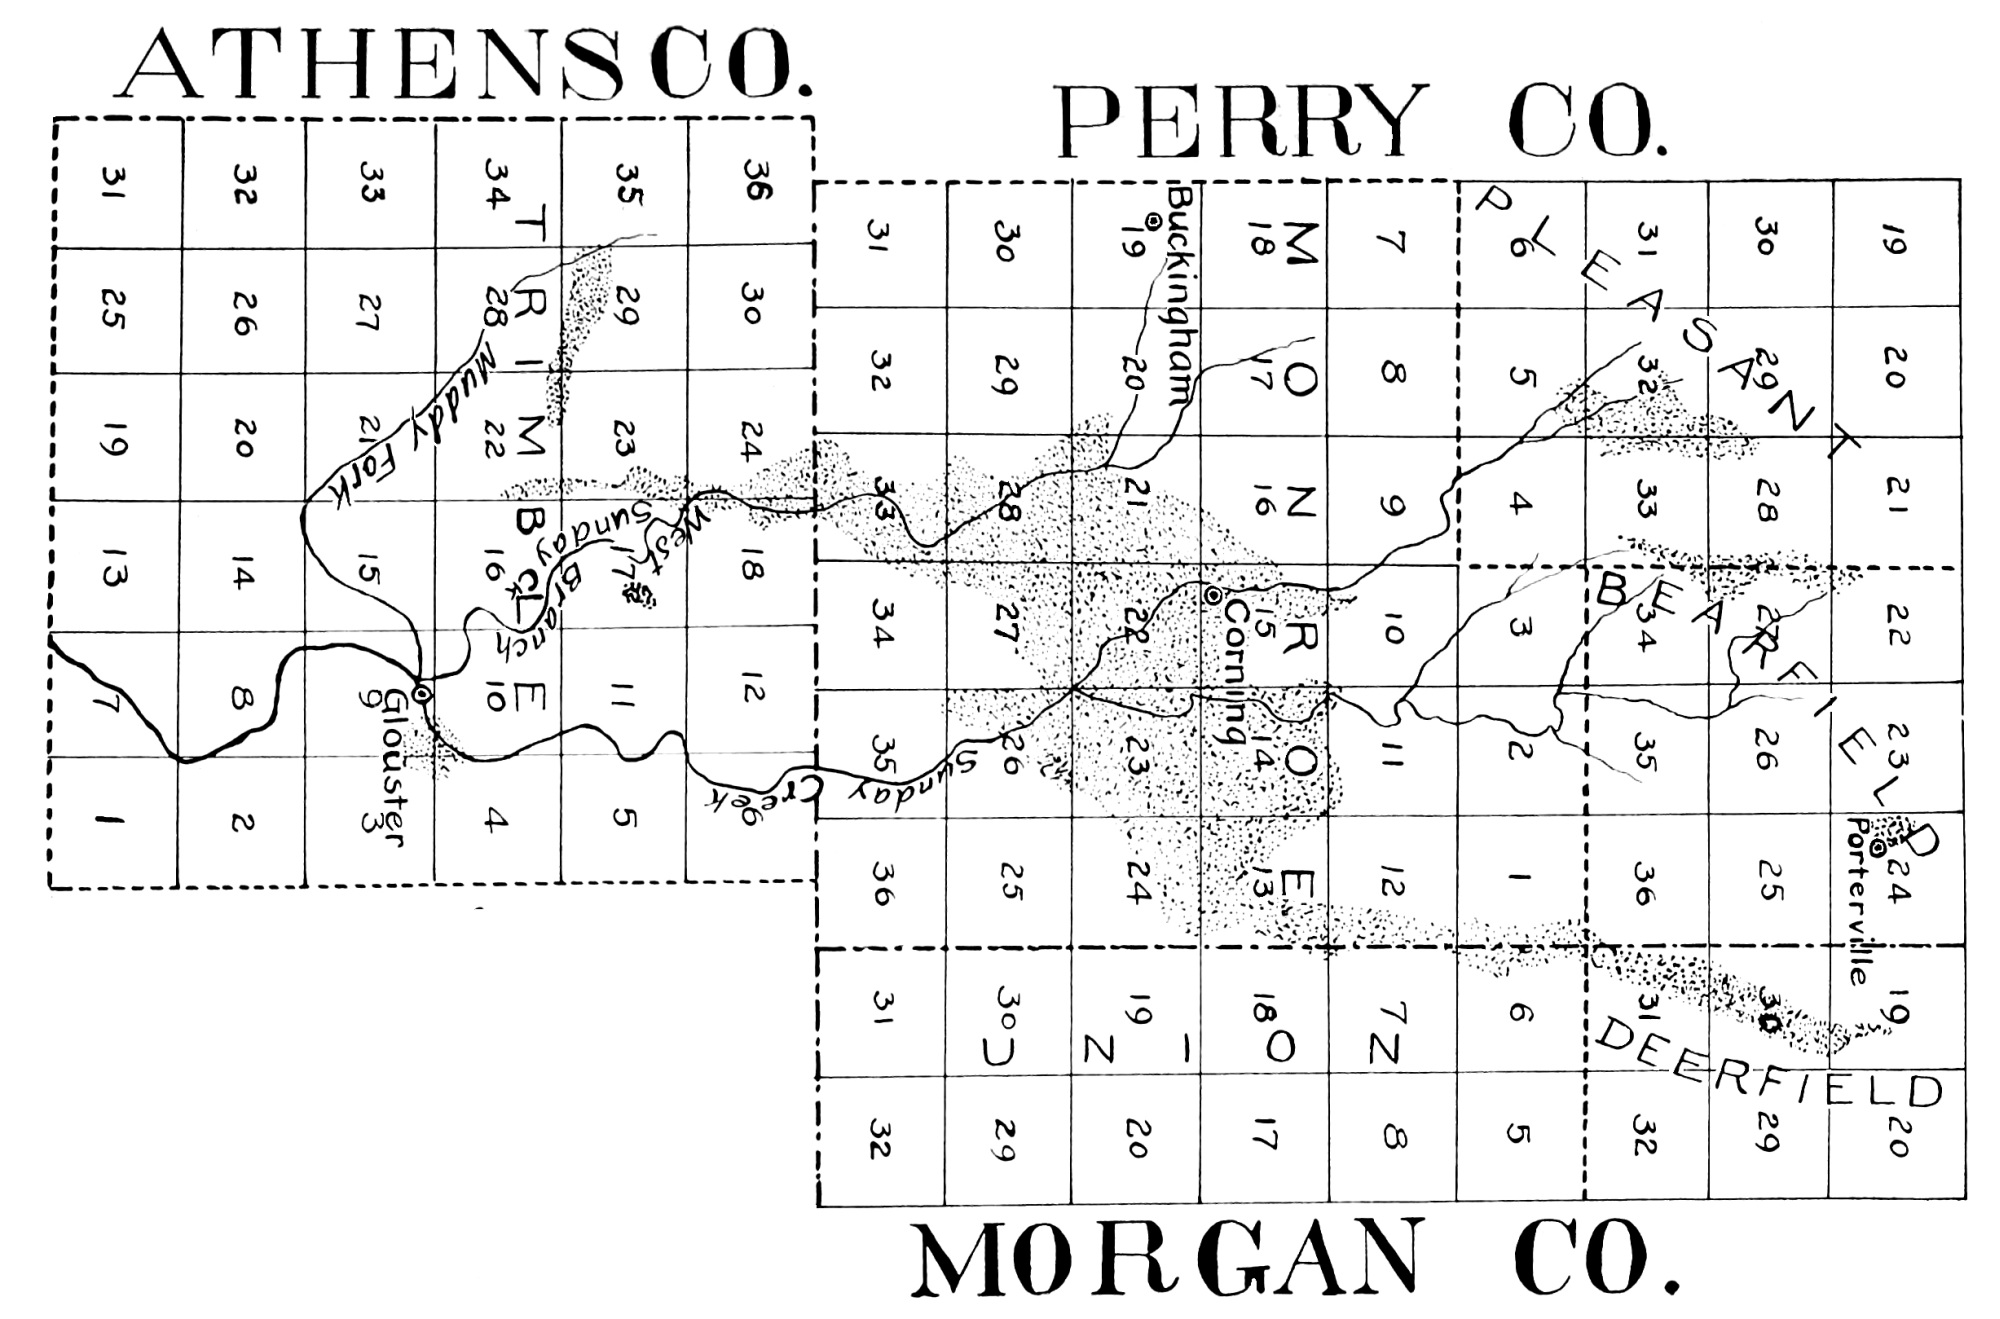 ATHENS CO.
PERRY CO.
31 32 33 34 35 36
25 26 27 28 29 30
19 20 21 22 23 24
13 14 15 16 17 18
7 8 9 10 11 12
1 2 3 4 5 6
TRIMBLE
Muddy Fork
West Branch
Sunday Ck
Glouster
Sunday Creek
31 30 19 18 7 6 31 30 19
32 29 20 17 8 5 32 29 20
33 28 21 16 9 4 33 28 21
34 27 22 15 10 3 34 27 22
35 26 23 14 11 2 35 26 23
36 25 24 13 12 1 36 25 24
31 30 19 18 7 6 31 30 19
32 29 20 17 8 5 32 29 20
Buckingham
MONROE
Corning
PLEASANT
BEARFIELD
Porterville
UNION
DEERFIELD
MORGAN CO.